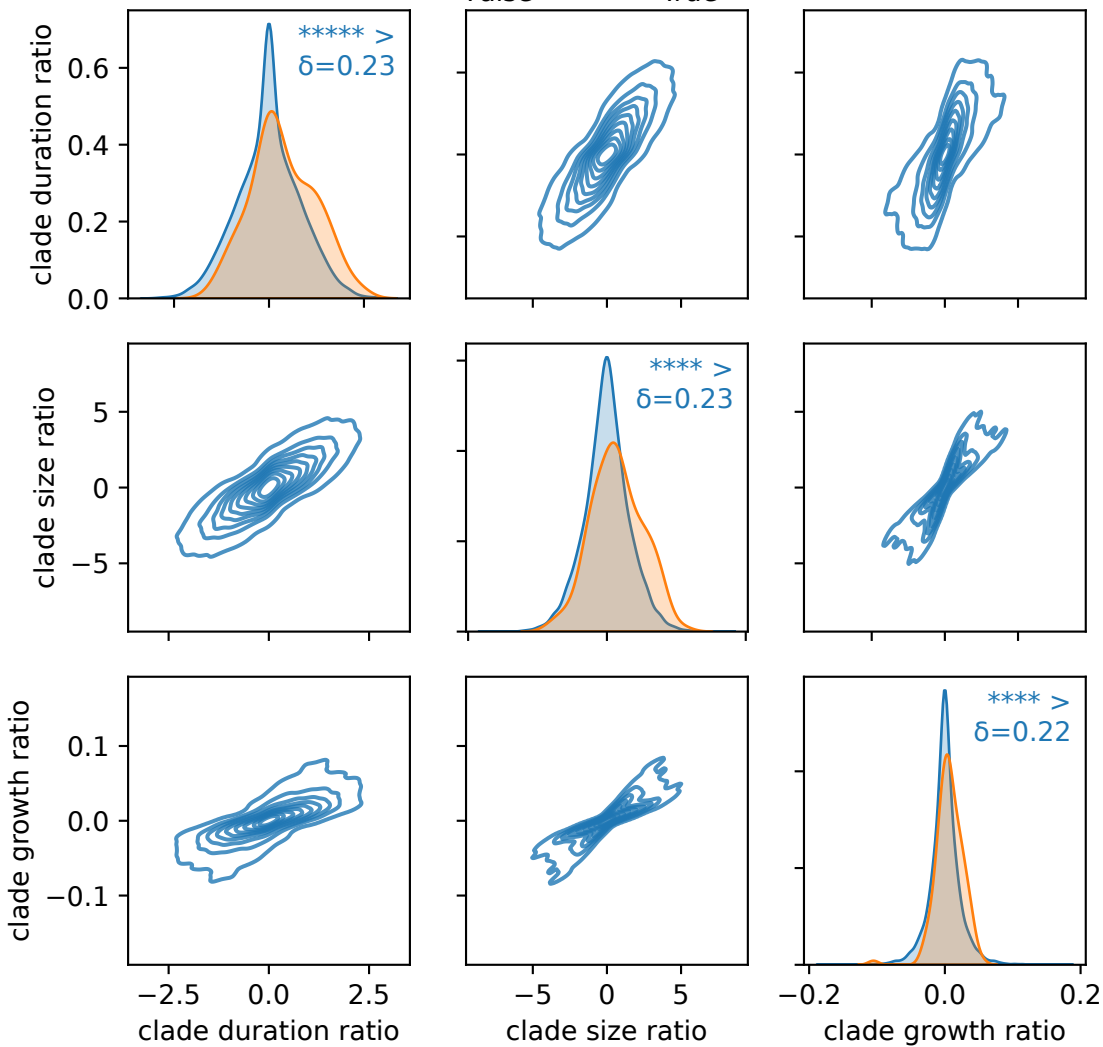 ***** >
δ=0.23
clade duration ratio
0.6
0.4
0.2
0.0
**** >
δ=0.23
clade size ratio
5
0
−5
**** >
δ=0.22
clade growth ratio
0.1
0.0
−0.1
−2.5 0.0 2.5
−5 0 5
−0.2 0.0 0.2
clade duration ratio
clade size ratio
clade growth ratio